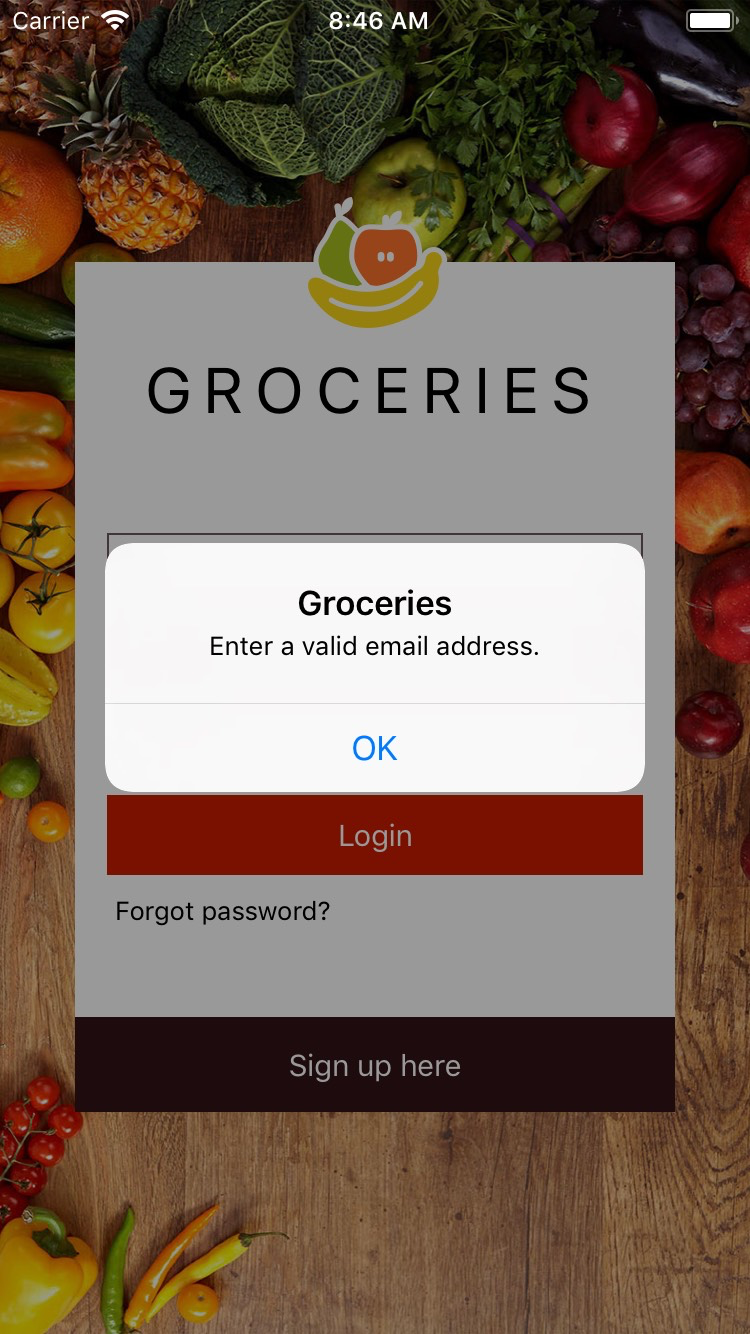 Carrier 8:46 AM
GROCERIES
Groceries
Enter a valid email address.
OK
Login
Forgot password?
Sign up here